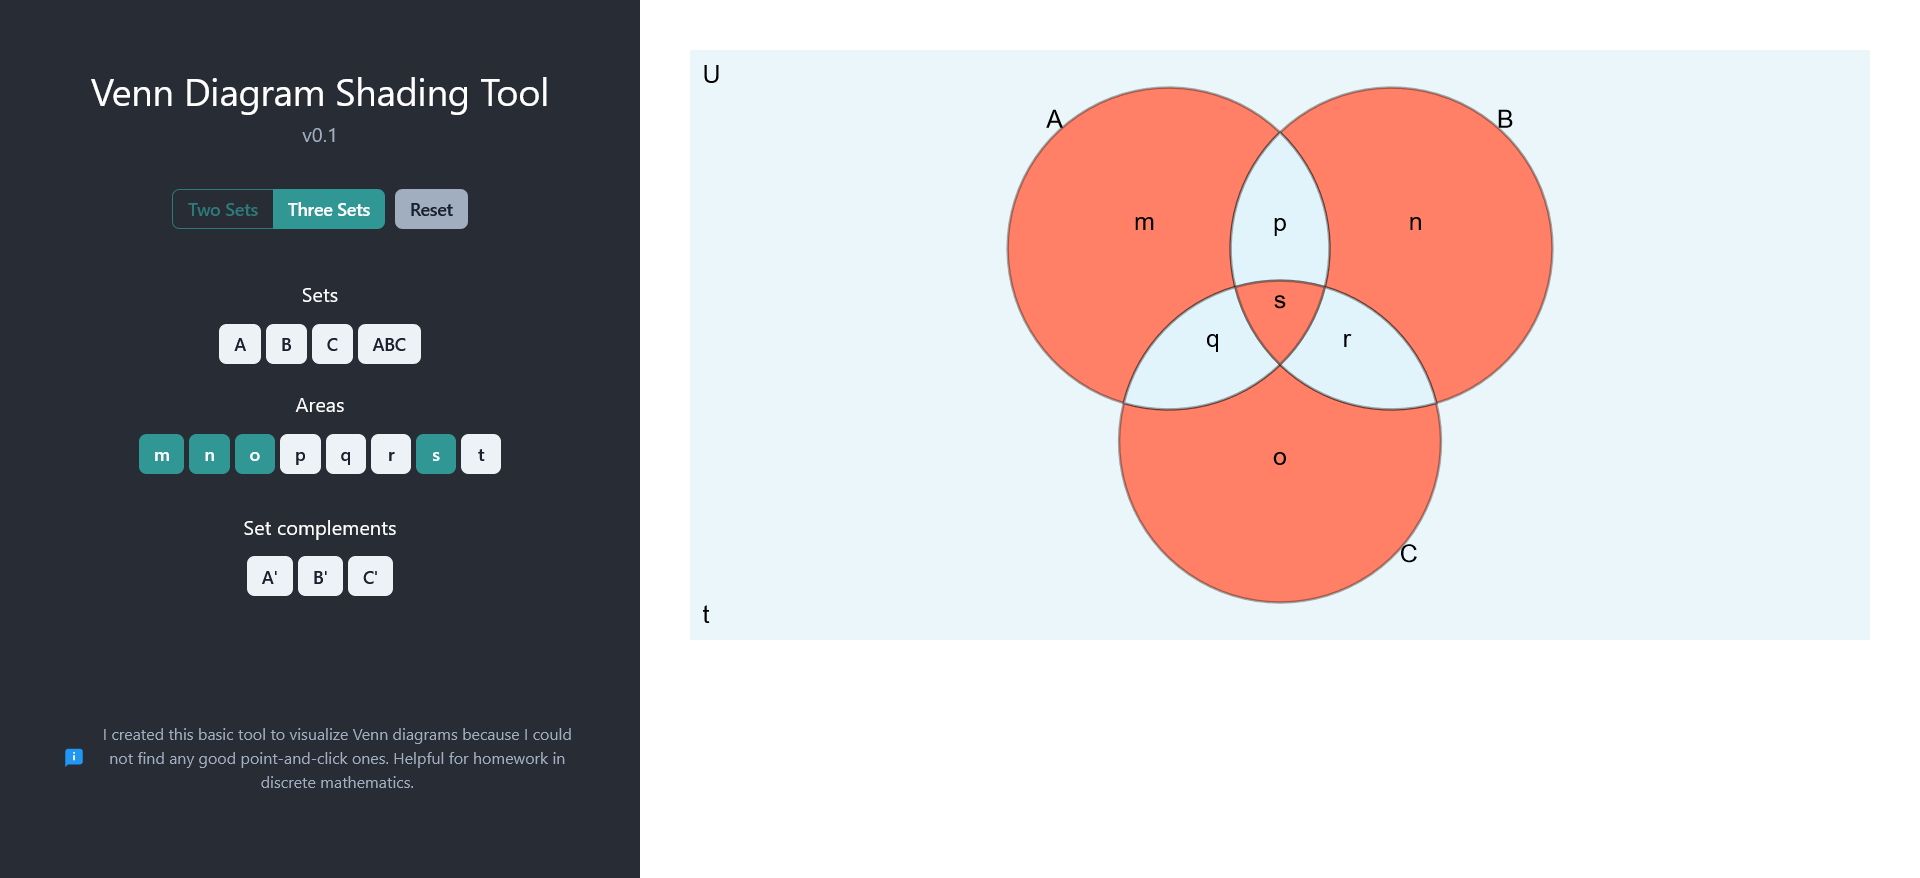 Venn Diagram Shading Tool
v0.1
Two Sets Three Sets Reset
Sets
A B C ABC
Areas
m n o p q r s t
Set complements
A' B' C'
I created this basic tool to visualize Venn diagrams because I could
not find any good point-and-click ones. Helpful for homework in
discrete mathematics.
U
A B
m p n
s
q r
o
C
t